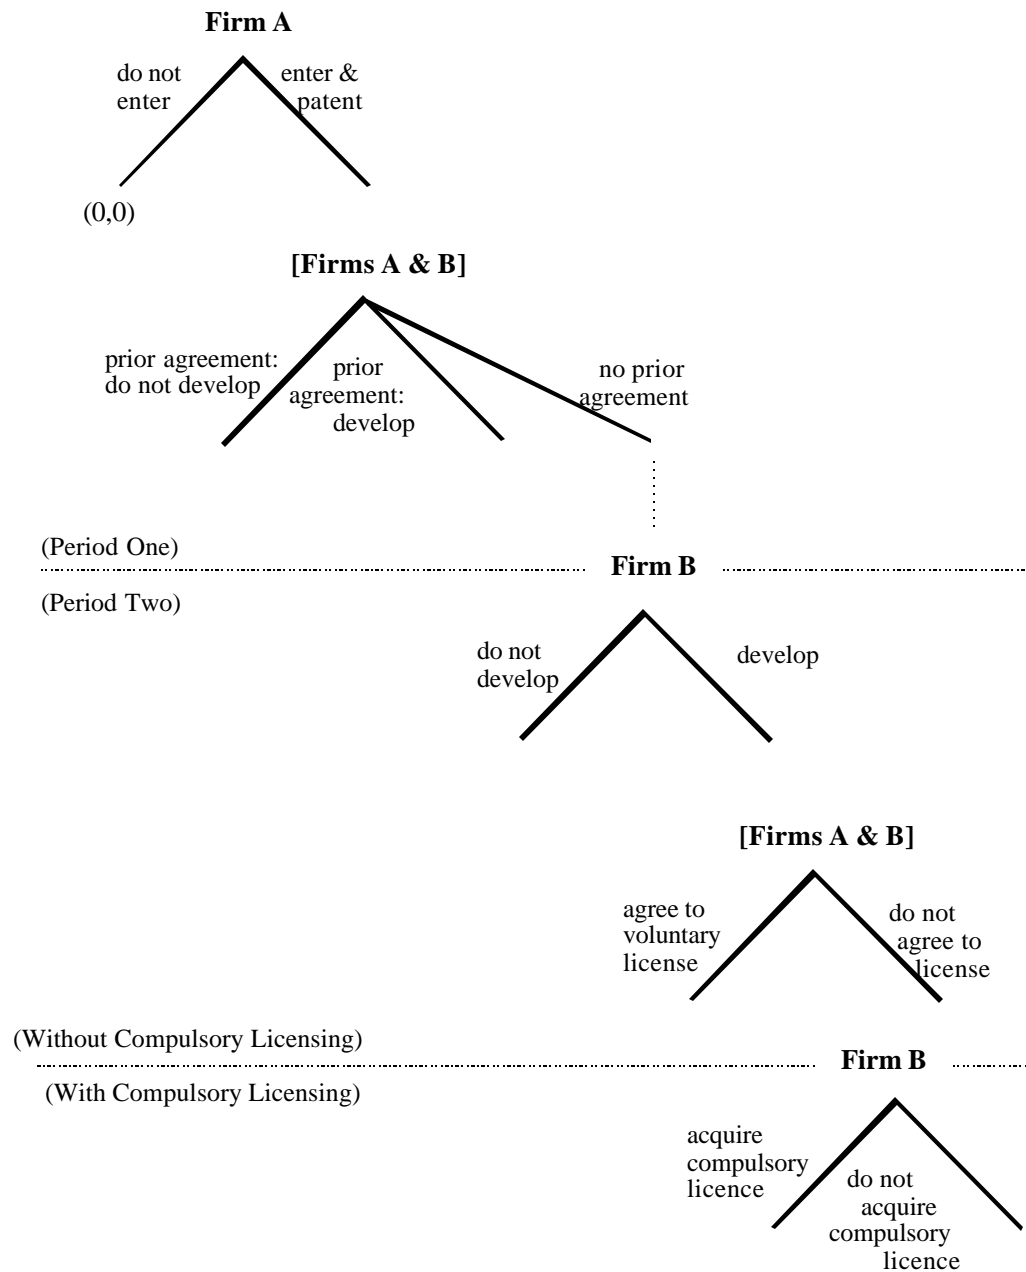 Firm A
do not
enter
enter &
patent
(0,0)
[Firms A & B]
prior agreement:
do not develop
prior
agreement:
develop
no prior
agreement
(Period One)
Firm B
(Period Two)
do not
develop
develop
[Firms A & B]
agree to
voluntary
license
do not
agree to
license
(Without Compulsory Licensing)
Firm B
(With Compulsory Licensing)
acquire
compulsory
licence
do not
acquire
compulsory
licence